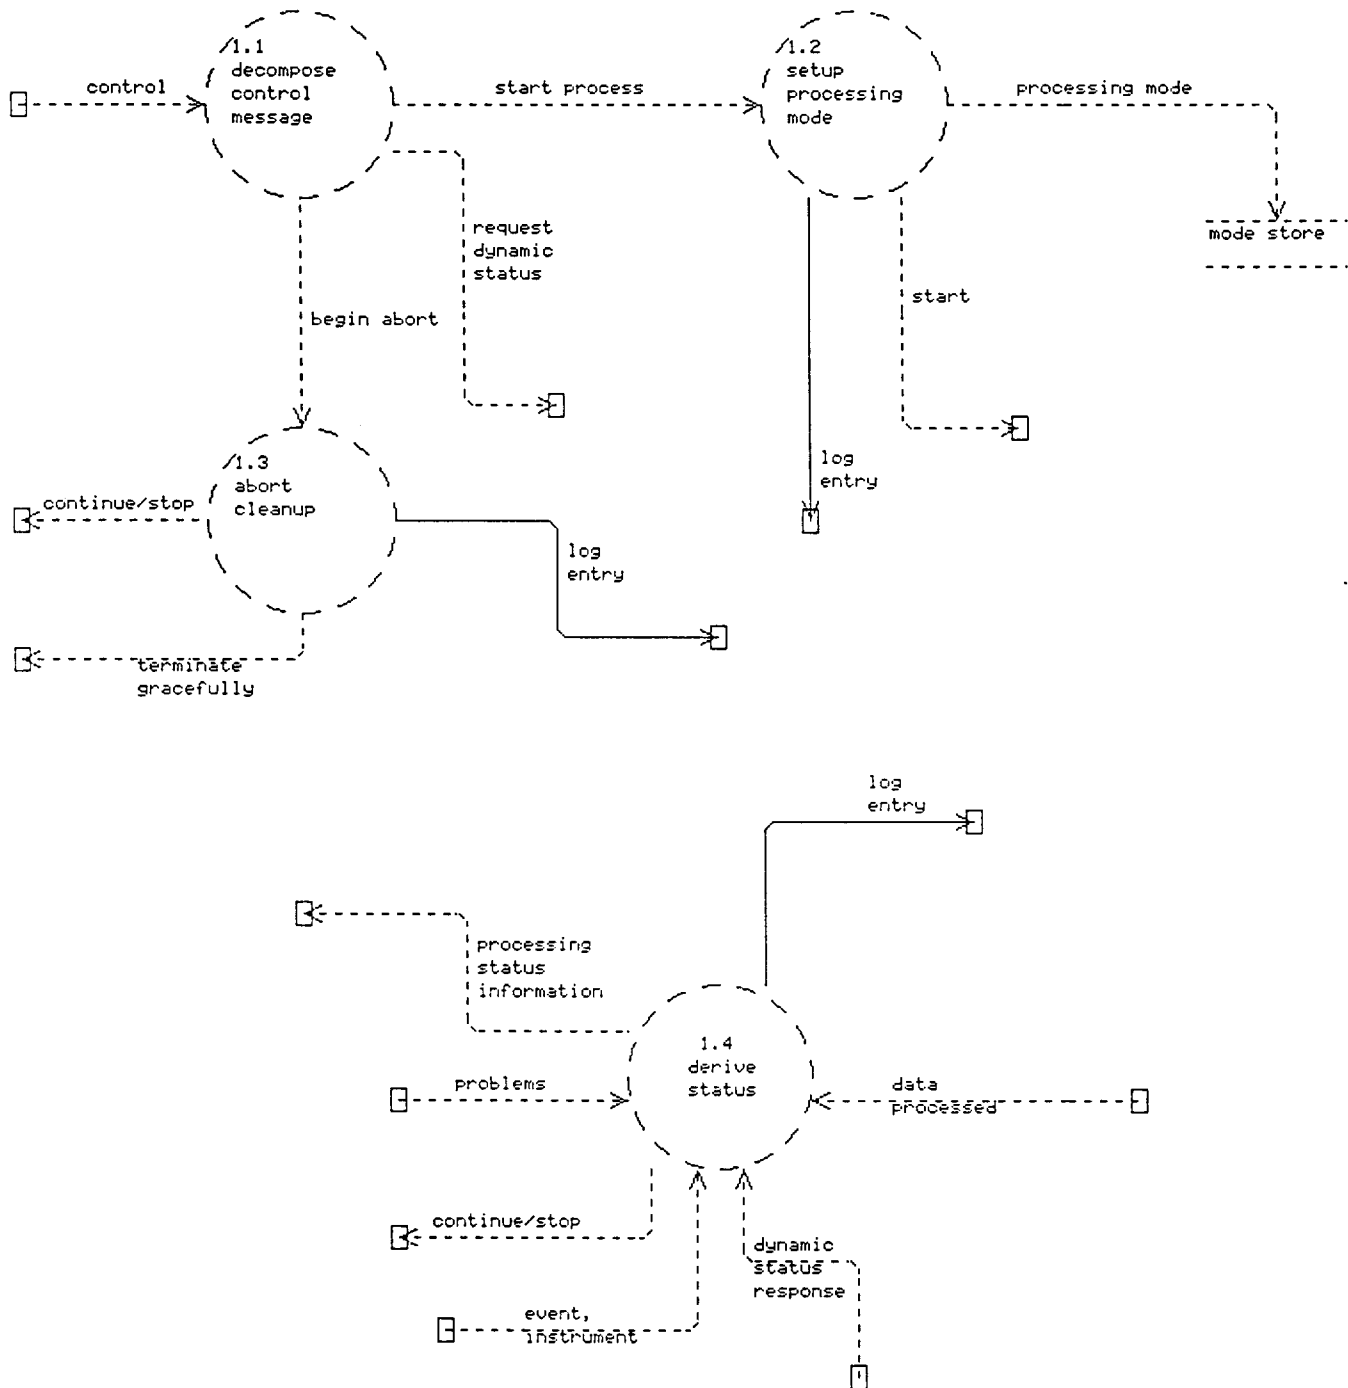 1.1
decompose
control
message
control
start process
1.2
setup
processing
mode
processing mode
mode store
request
dynamic
status
begin abort
start
log
entry
1.3
abort
cleanup
continue/stop
log
entry
terminate
gracefully
log
entry
processing
status
information
1.4
derive
status
problems
data
processed
continue/stop
dynamic
status
response
event,
instrument